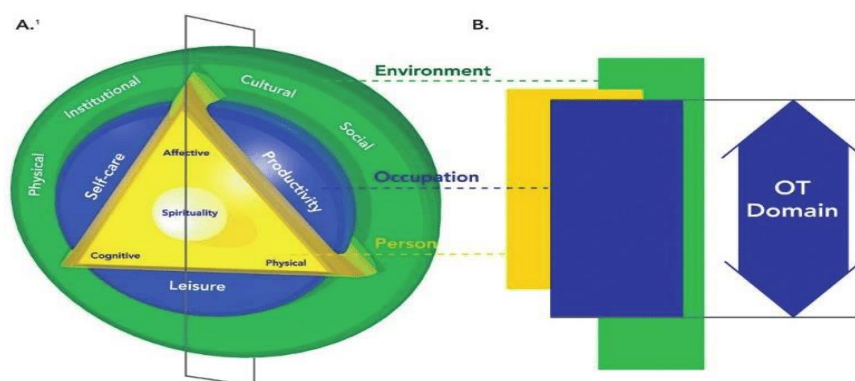 A.¹
B.
Environment
Occupation
Person
Physical
Institutional
Cultural
Social
Self-care
Productivity
Leisure
Affective
Spirituality
Cognitive
Physical
OT
Domain